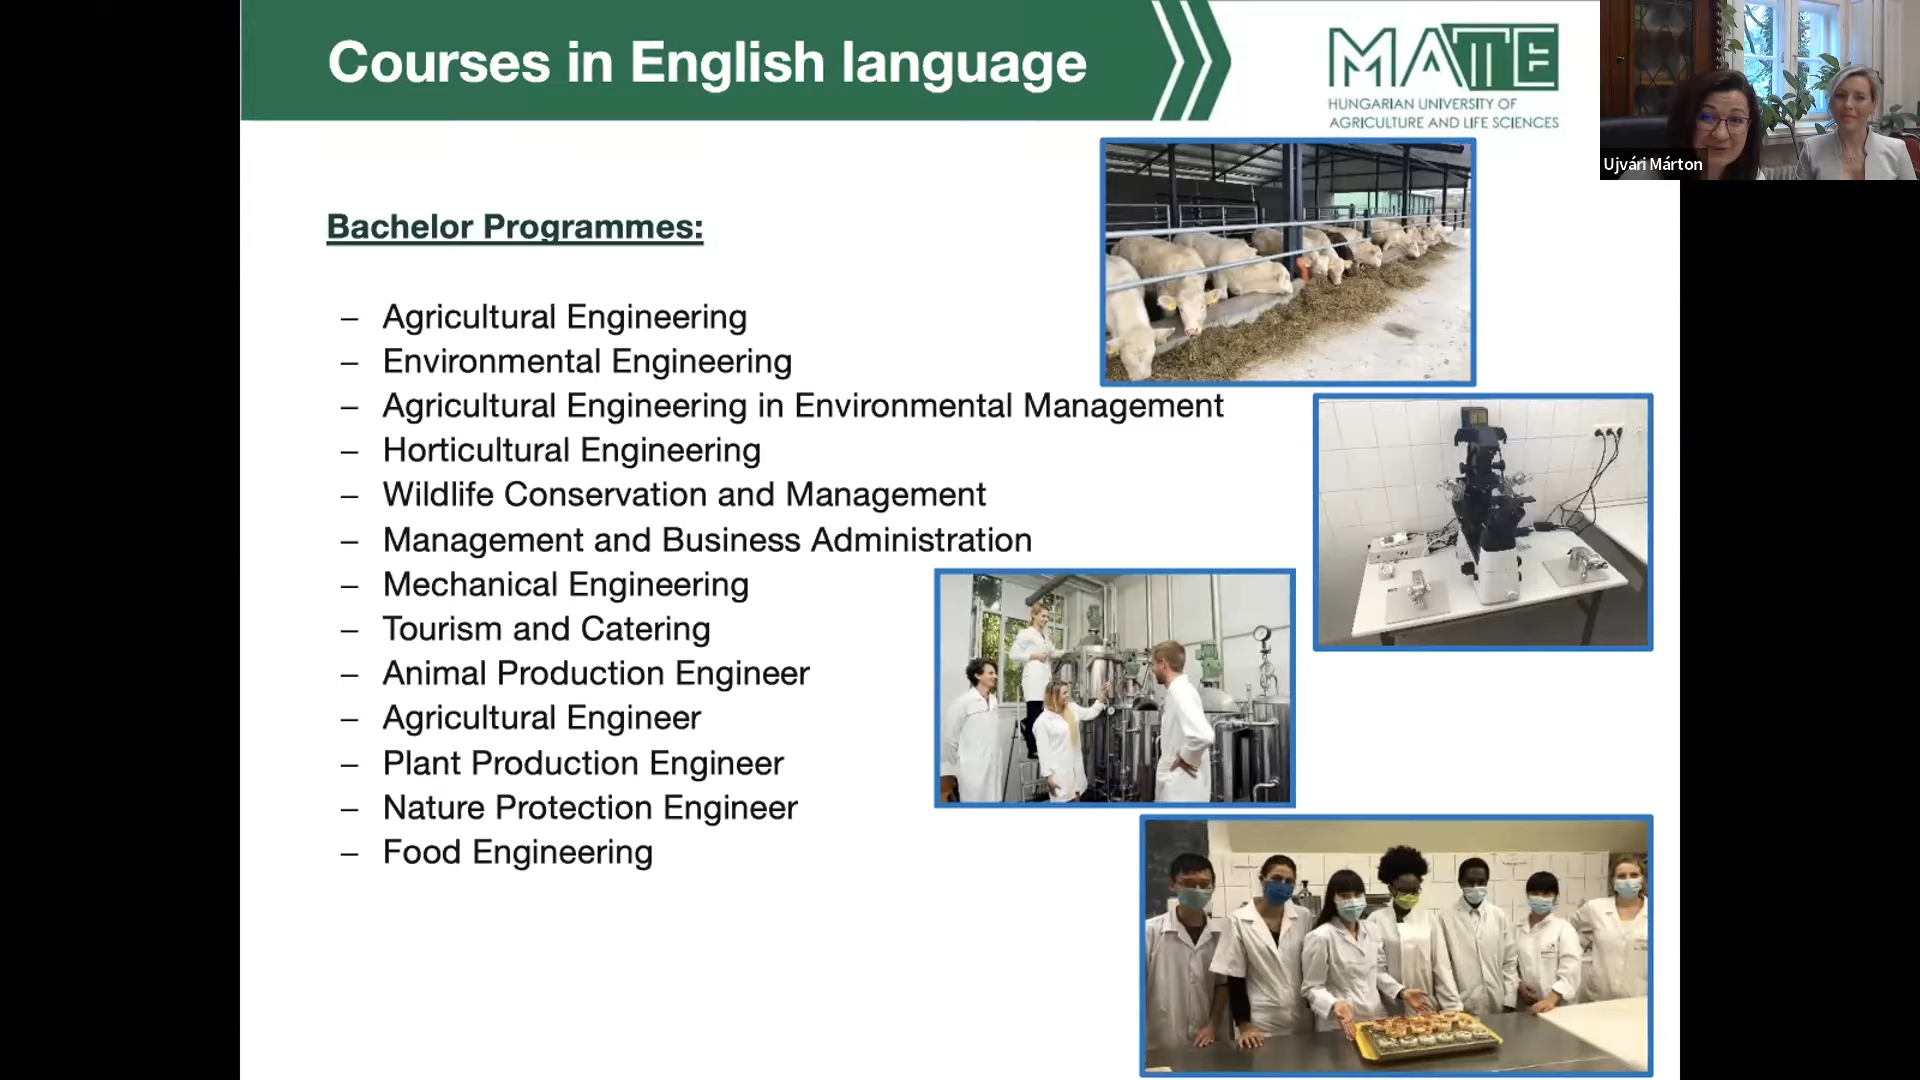 Courses in English language
MATE
HUNGARIAN UNIVERSITY OF
AGRICULTURE AND LIFE SCIENCES
Ujvári Márton
Bachelor Programmes:
– Agricultural Engineering
– Environmental Engineering
– Agricultural Engineering in Environmental Management
– Horticultural Engineering
– Wildlife Conservation and Management
– Management and Business Administration
– Mechanical Engineering
– Tourism and Catering
– Animal Production Engineer
– Agricultural Engineer
– Plant Production Engineer
– Nature Protection Engineer
– Food Engineering